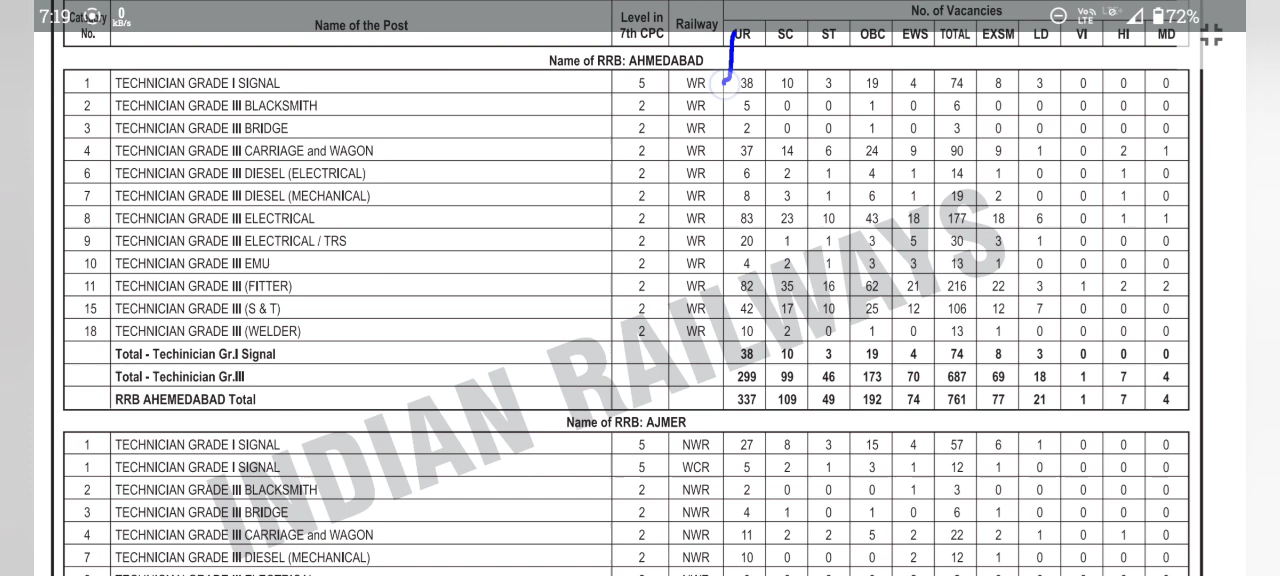 7:19 0 kB/s Vo)) LTE LTE+ 72%
Category No. Name of the Post Level in 7th CPC Railway No. of Vacancies
UR SC ST OBC EWS TOTAL EXSM LD VI HI MD
Name of RRB: AHMEDABAD
1 TECHNICIAN GRADE I SIGNAL 5 WR 38 10 3 19 4 74 8 3 0 0 0
2 TECHNICIAN GRADE III BLACKSMITH 2 WR 5 0 0 1 0 6 0 0 0 0 0
3 TECHNICIAN GRADE III BRIDGE 2 WR 2 0 0 1 0 3 0 0 0 0 0
4 TECHNICIAN GRADE III CARRIAGE and WAGON 2 WR 37 14 6 24 9 90 9 1 0 2 1
6 TECHNICIAN GRADE III DIESEL (ELECTRICAL) 2 WR 6 2 1 4 1 14 1 0 0 1 0
7 TECHNICIAN GRADE III DIESEL (MECHANICAL) 2 WR 8 3 1 6 1 19 2 0 0 1 0
8 TECHNICIAN GRADE III ELECTRICAL 2 WR 83 23 10 43 18 177 18 6 0 1 1
9 TECHNICIAN GRADE III ELECTRICAL / TRS 2 WR 20 1 1 3 5 30 3 1 0 0 0
10 TECHNICIAN GRADE III EMU 2 WR 4 2 1 3 3 13 1 0 0 0 0
11 TECHNICIAN GRADE III (FITTER) 2 WR 82 35 16 62 21 216 22 3 1 2 2
15 TECHNICIAN GRADE III (S & T) 2 WR 42 17 10 25 12 106 12 7 0 0 0
18 TECHNICIAN GRADE III (WELDER) 2 WR 10 2 0 1 0 13 1 0 0 0 0
Total - Techinician Gr.I Signal 38 10 3 19 4 74 8 3 0 0 0
Total - Techinician Gr.III 299 99 46 173 70 687 69 18 1 7 4
RRB AHEMEDABAD Total 337 109 49 192 74 761 77 21 1 7 4
Name of RRB: AJMER
1 TECHNICIAN GRADE I SIGNAL 5 NWR 27 8 3 15 4 57 6 1 0 0 0
1 TECHNICIAN GRADE I SIGNAL 5 WCR 5 2 1 3 1 12 1 0 0 0 0
2 TECHNICIAN GRADE III BLACKSMITH 2 NWR 2 0 0 0 1 3 0 0 0 0 0
3 TECHNICIAN GRADE III BRIDGE 2 NWR 4 1 0 1 0 6 1 0 0 0 0
4 TECHNICIAN GRADE III CARRIAGE and WAGON 2 NWR 11 2 2 5 2 22 2 1 0 1 0
7 TECHNICIAN GRADE III DIESEL (MECHANICAL) 2 NWR 10 0 0 0 2 12 1 0 0 0 0
INDIAN RAILWAYS